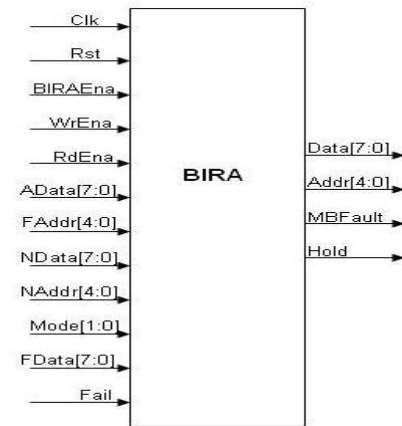 Clk
Rst
BIRAEna
WrEna
RdEna
AData[7:0]
FAddr[4:0]
NData[7:0]
NAddr[4:0]
Mode[1:0]
FData[7:0]
Fail
BIRA
Data[7:0]
Addr[4:0]
MBFault
Hold